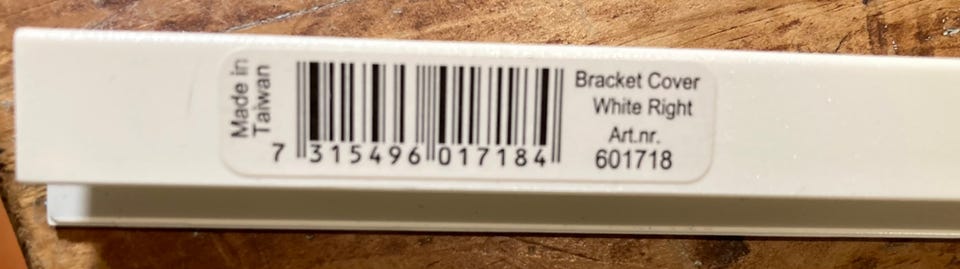 Made in
Taiwan
7 315496 017184
Bracket Cover
White Right
Art.nr.
601718